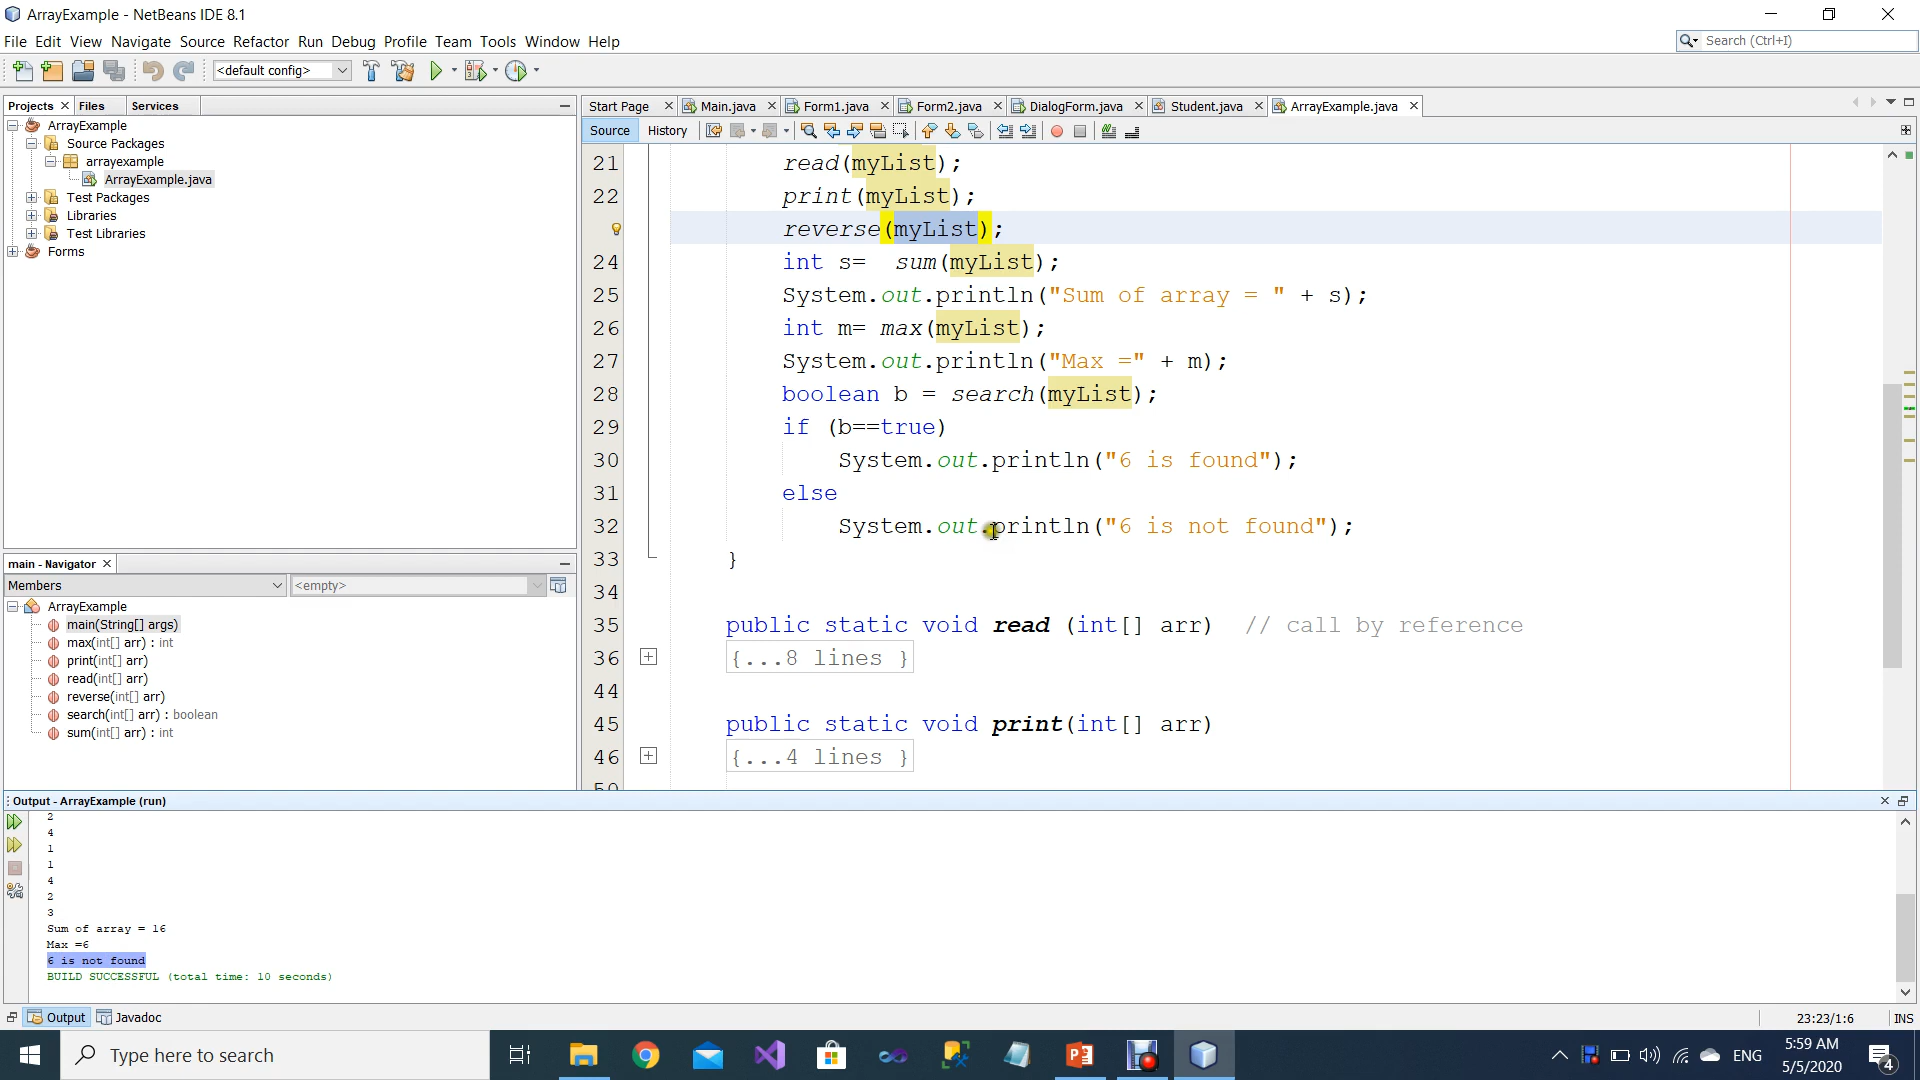 ArrayExample - NetBeans IDE 8.1
File Edit View Navigate Source Refactor Run Debug Profile Team Tools Window Help
Search (Ctrl+I)
<default config>
Projects Files Services
ArrayExample
Source Packages
arrayexample
ArrayExample.java
Test Packages
Libraries
Test Libraries
Forms
main - Navigator
Members
<empty>
ArrayExample
main(String[] args)
max(int[] arr) : int
print(int[] arr)
read(int[] arr)
reverse(int[] arr)
search(int[] arr) : boolean
sum(int[] arr) : int
Start Page Main.java Form1.java Form2.java DialogForm.java Student.java ArrayExample.java
Source History
21 read(myList);
22 print(myList);
reverse(myList);
24 int s=  sum(myList);
25 System.out.println("Sum of array = " + s);
26 int m= max(myList);
27 System.out.println("Max =" + m);
28 boolean b = search(myList);
29 if (b==true)
30 System.out.println("6 is found");
31 else
32 System.out.println("6 is not found");
33 }
34
35 public static void read (int[] arr)  // call by reference
36 {...8 lines }
44
45 public static void print(int[] arr)
46 {...4 lines }
50
Output - ArrayExample (run)
2
4
1
1
4
2
3
Sum of array = 16
Max =6
6 is not found
BUILD SUCCESSFUL (total time: 10 seconds)
Output Javadoc
23:23/1:6 INS
Type here to search
ENG
5:59 AM
5/5/2020
4